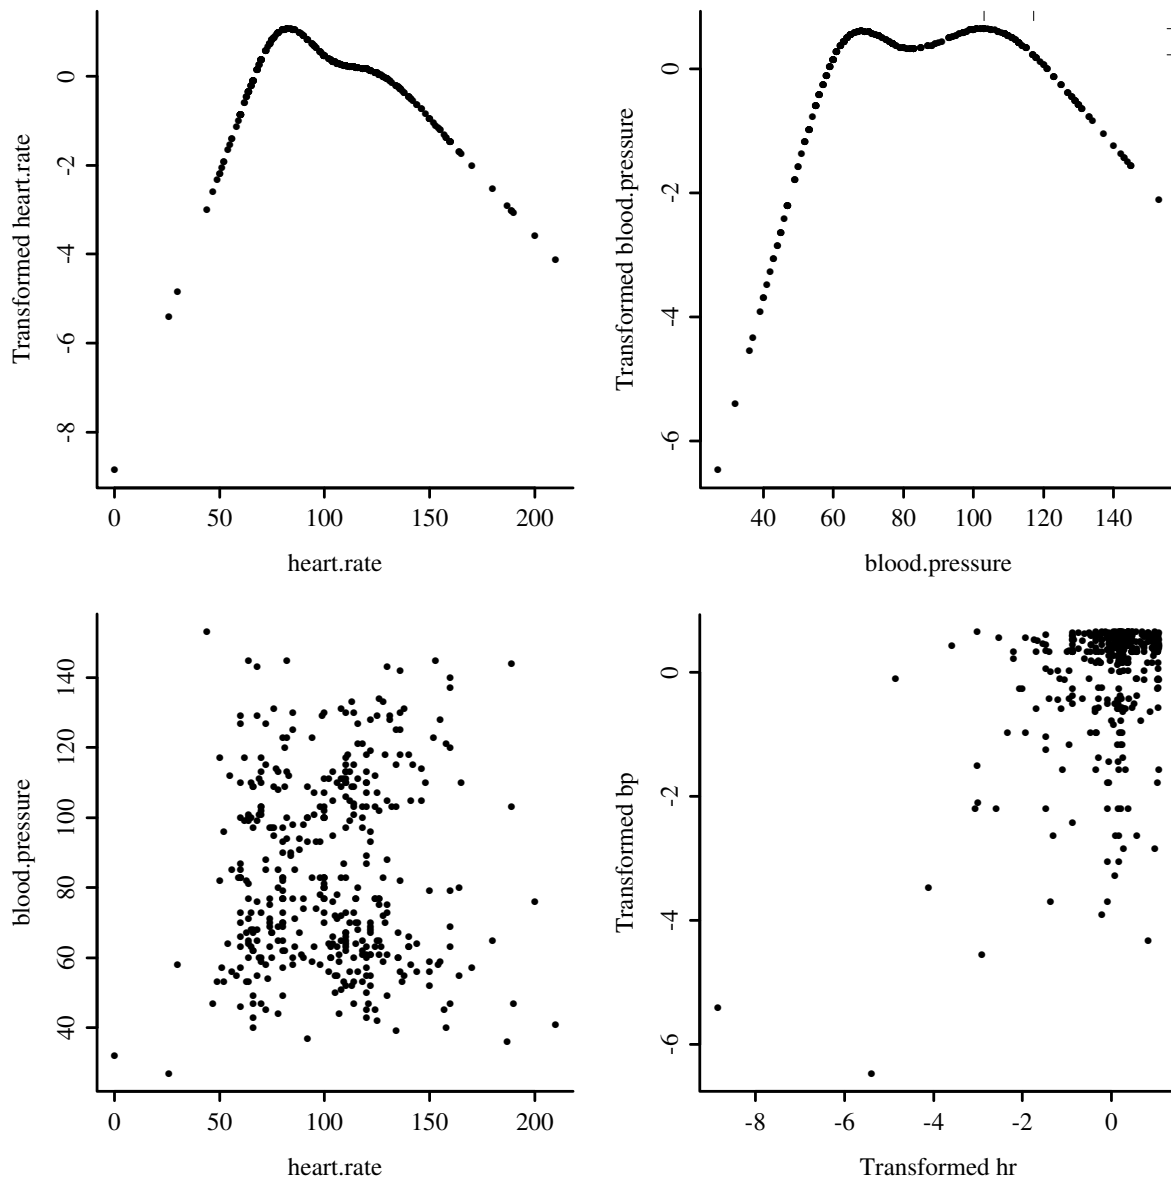 0
-2
-4
-6
-8
Transformed heart.rate
0 50 100 150 200
heart.rate
0
-2
-4
-6
Transformed blood.pressure
40 60 80 100 120 140
blood.pressure
140
120
100
80
60
40
blood.pressure
0 50 100 150 200
heart.rate
0
-2
-4
-6
Transformed bp
-8 -6 -4 -2 0
Transformed hr